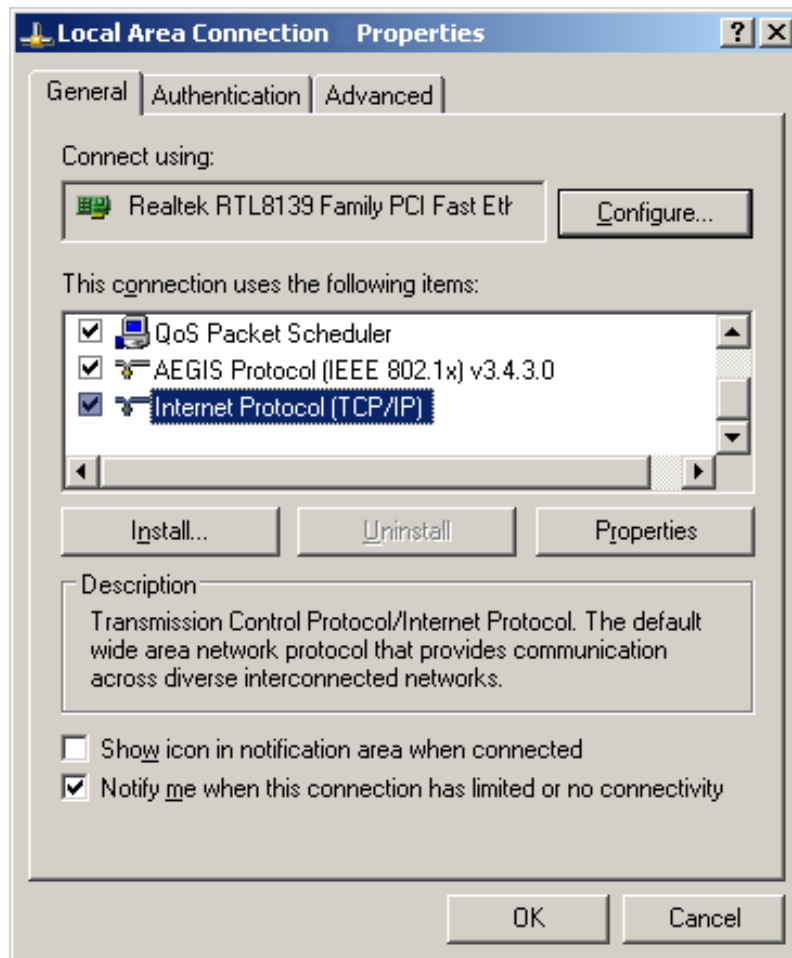 Local Area Connection Properties
General Authentication Advanced
Connect using:
Realtek RTL8139 Family PCI Fast Eth
Configure...
This connection uses the following items:
QoS Packet Scheduler
AEGIS Protocol (IEEE 802.1x) v3.4.3.0
Internet Protocol (TCP/IP)
Install... Uninstall Properties
Description
Transmission Control Protocol/Internet Protocol. The default
wide area network protocol that provides communication
across diverse interconnected networks.
Show icon in notification area when connected
Notify me when this connection has limited or no connectivity
OK Cancel